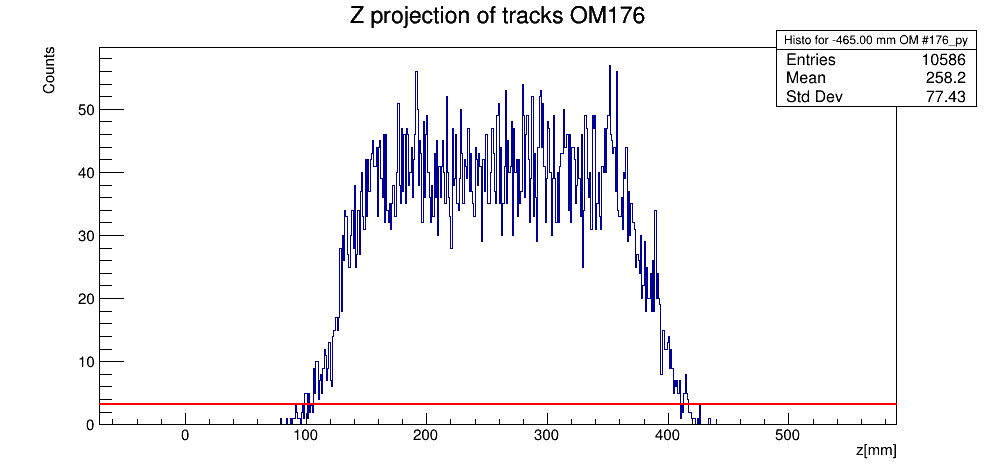 Z projection of tracks OM176
Histo for -465.00 mm OM #176_py
Entries 10586
Mean 258.2
Std Dev 77.43
Counts
50
40
30
20
10
0
0 100 200 300 400 500
z[mm]